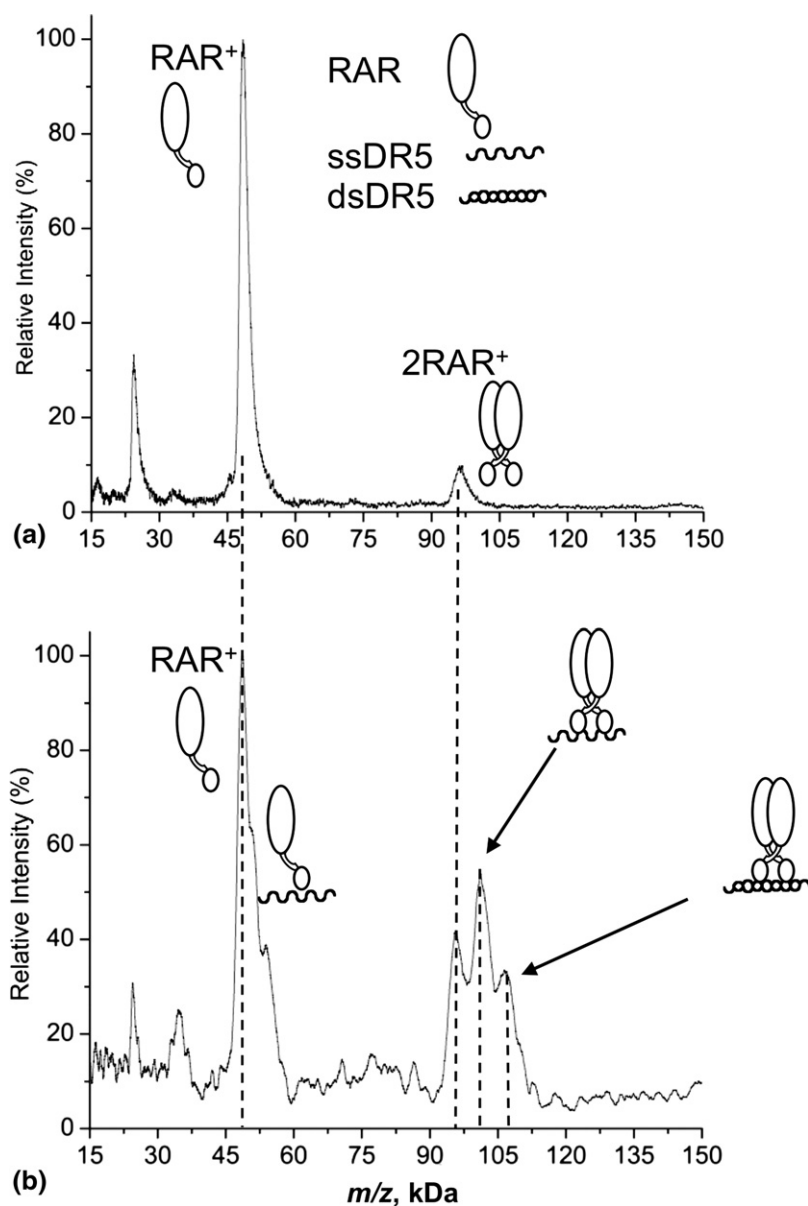 RAR+
RAR
ssDR5
dsDR5
2RAR+
Relative Intensity (%)
100
80
60
40
20
0
15 30 45 60 75 90 105 120 135 150
(a)
RAR+
Relative Intensity (%)
100
80
60
40
20
0
15 30 45 60 75 90 105 120 135 150
(b)
m/z, kDa